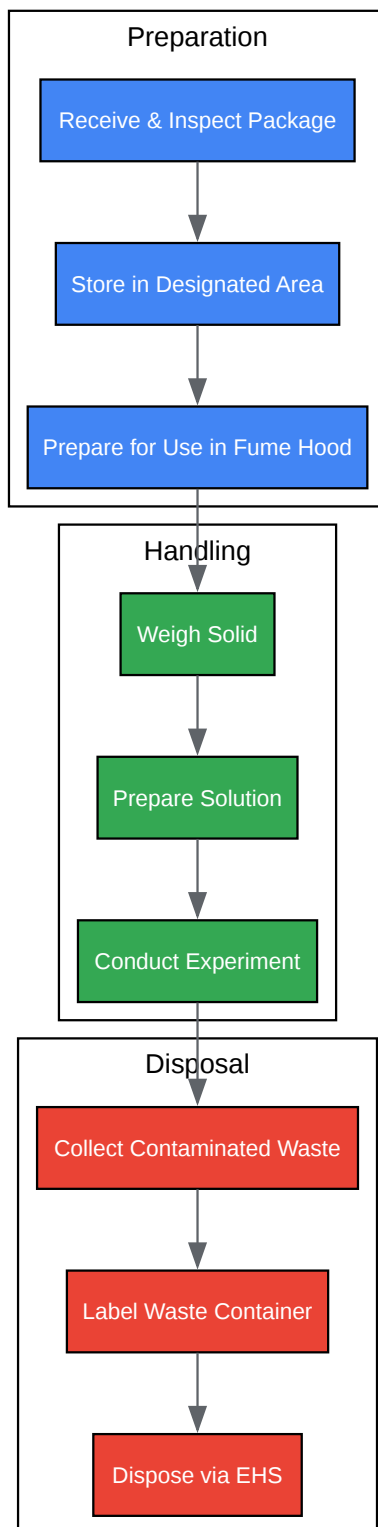 Preparation
Receive & Inspect Package
Store in Designated Area
Prepare for Use in Fume Hood
Handling
Weigh Solid
Prepare Solution
Conduct Experiment
Disposal
Collect Contaminated Waste
Label Waste Container
Dispose via EHS